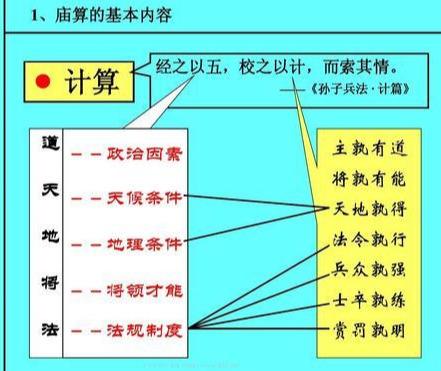 1、庙算的基本内容
经之以五，校之以计，而索其情。
——《孙子兵法·计篇》
● 计算
道 －－政治因素
天 －－天候条件
地 －－地理条件
将 －－将领才能
法 －－法规制度
主孰有道
将孰有能
天地孰得
法令孰行
兵众孰强
士卒孰练
赏罚孰明